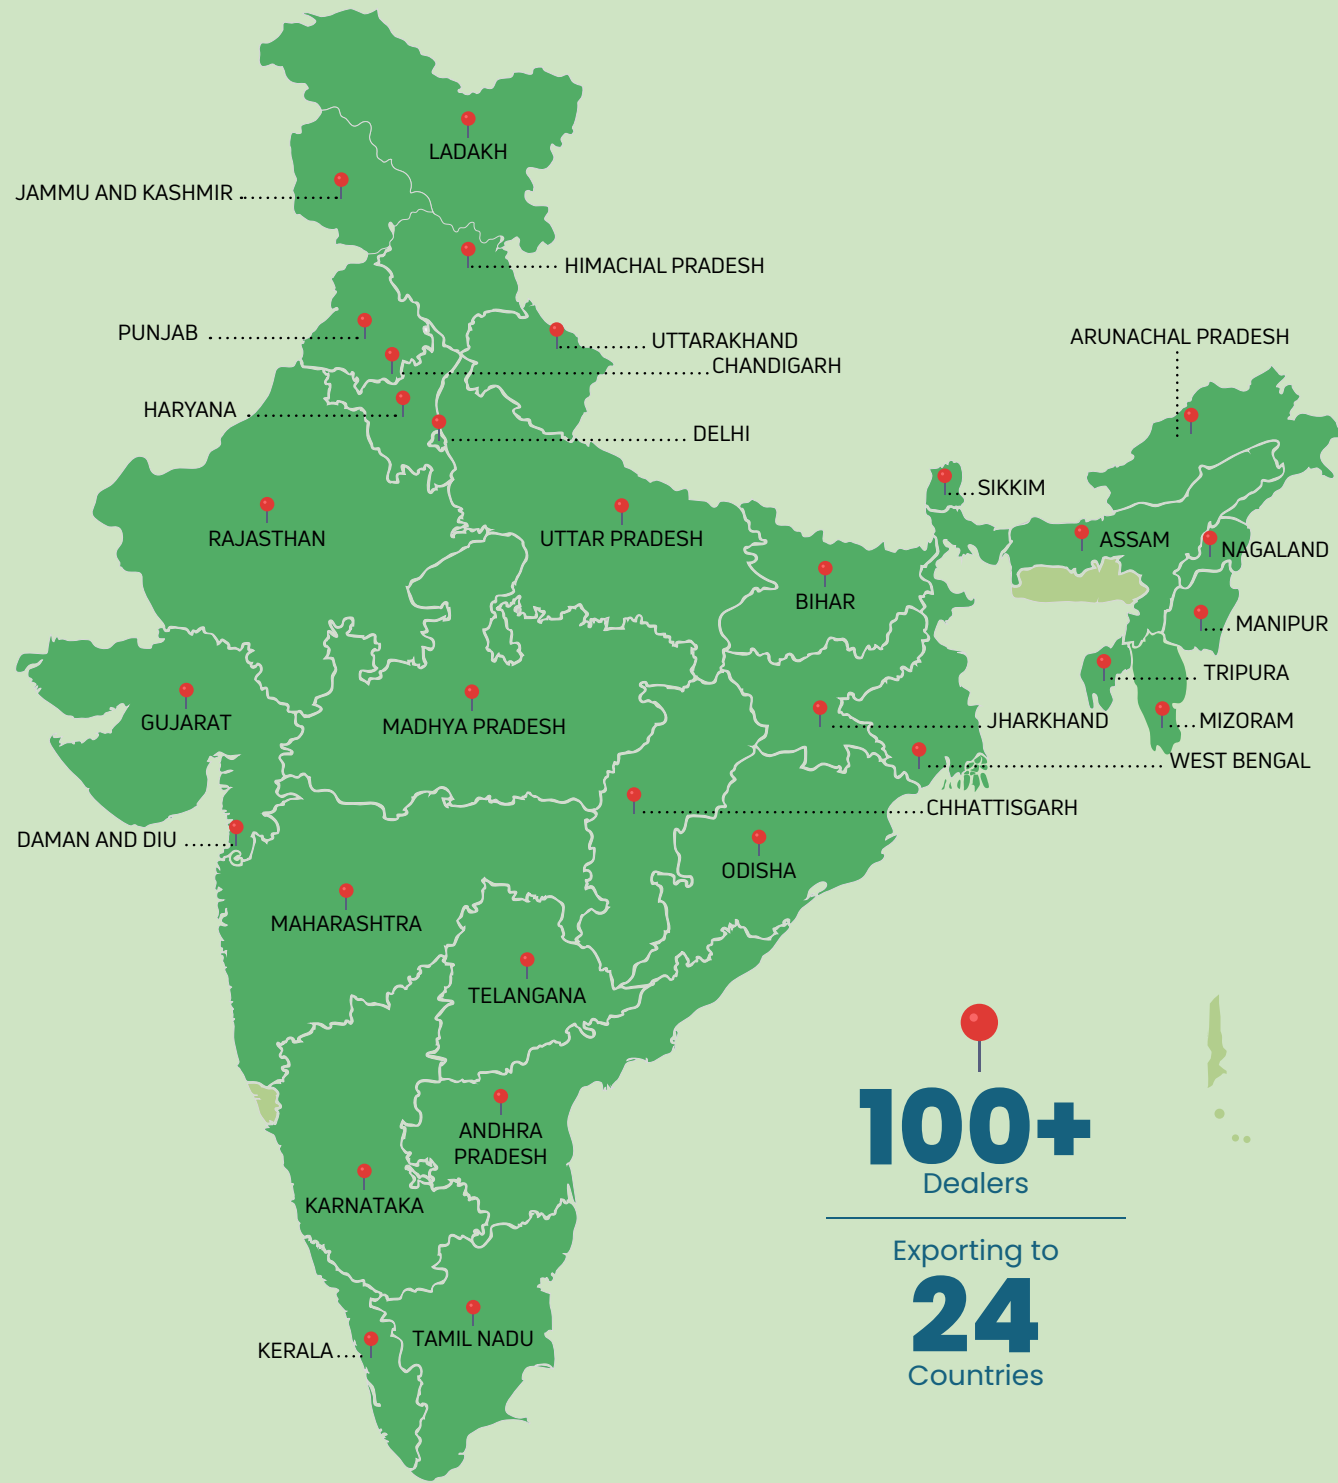 LADAKH
JAMMU AND KASHMIR
HIMACHAL PRADESH
PUNJAB
UTTARAKHAND
ARUNACHAL PRADESH
CHANDIGARH
HARYANA
DELHI
SIKKIM
RAJASTHAN
UTTAR PRADESH
ASSAM
NAGALAND
BIHAR
MANIPUR
TRIPURA
GUJARAT
MADHYA PRADESH
JHARKHAND
MIZORAM
WEST BENGAL
CHHATTISGARH
DAMAN AND DIU
ODISHA
MAHARASHTRA
TELANGANA
ANDHRA
PRADESH
KARNATAKA
TAMIL NADU
KERALA
100+
Dealers
Exporting to
24
Countries